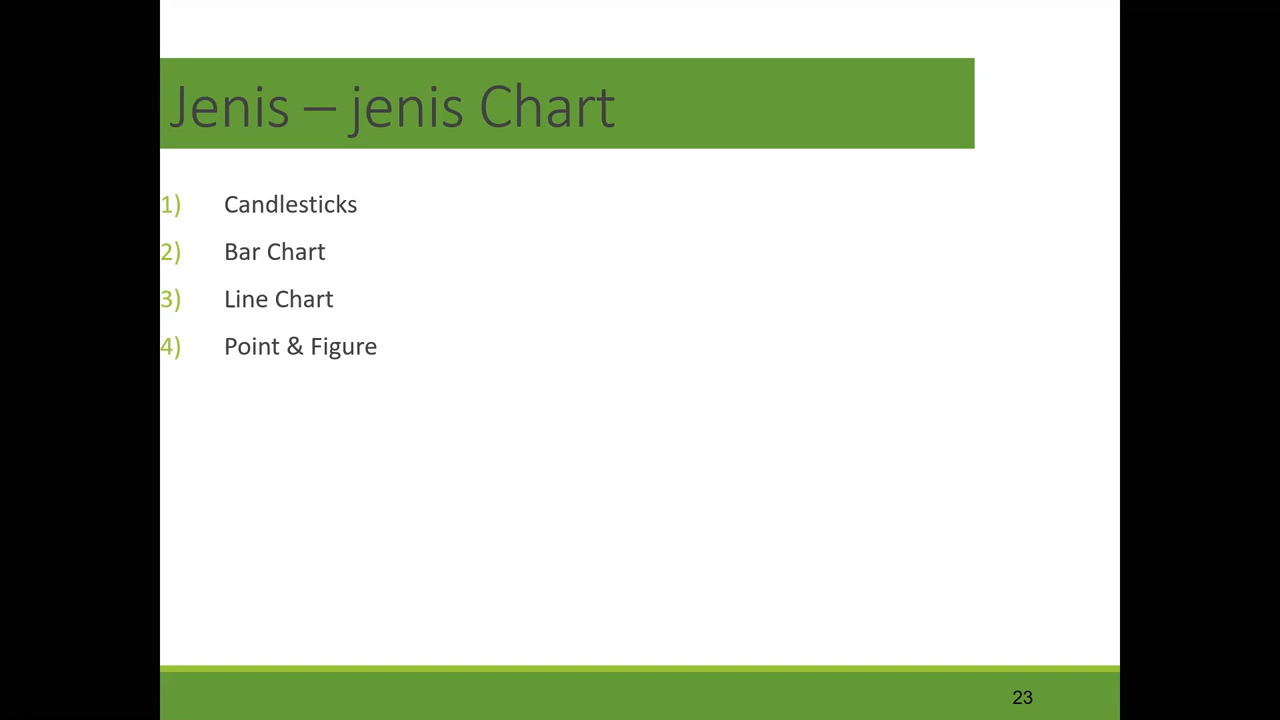 Jenis – jenis Chart
1) Candlesticks
2) Bar Chart
3) Line Chart
4) Point & Figure
23